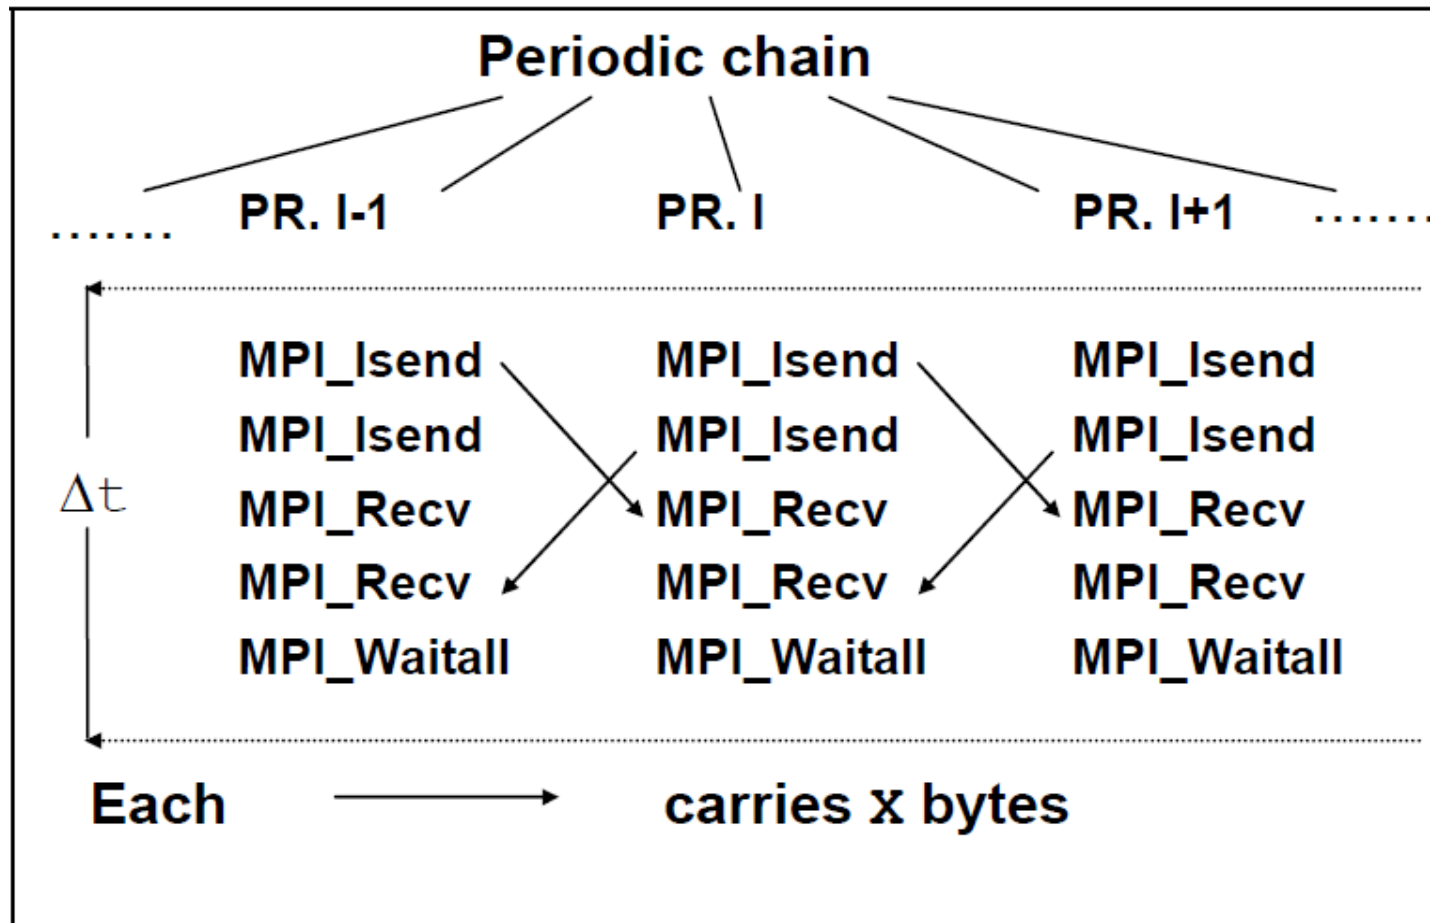 Periodic chain
....... PR. I-1 PR. I PR. I+1 .......
MPI_Isend MPI_Isend MPI_Isend
MPI_Isend MPI_Isend MPI_Isend
Δt
MPI_Recv MPI_Recv MPI_Recv
MPI_Recv MPI_Recv MPI_Recv
MPI_Waitall MPI_Waitall MPI_Waitall
Each carries x bytes